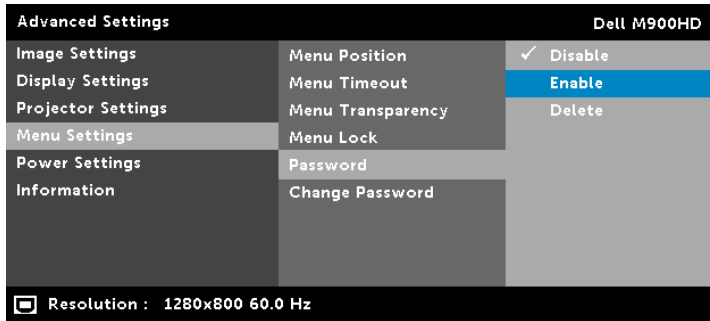 Advanced Settings Dell M900HD
Image Settings
Display Settings
Projector Settings
Menu Settings
Power Settings
Information
Menu Position
Menu Timeout
Menu Transparency
Menu Lock
Password
Change Password
✓ Disable
Enable
Delete
Resolution : 1280x800 60.0 Hz